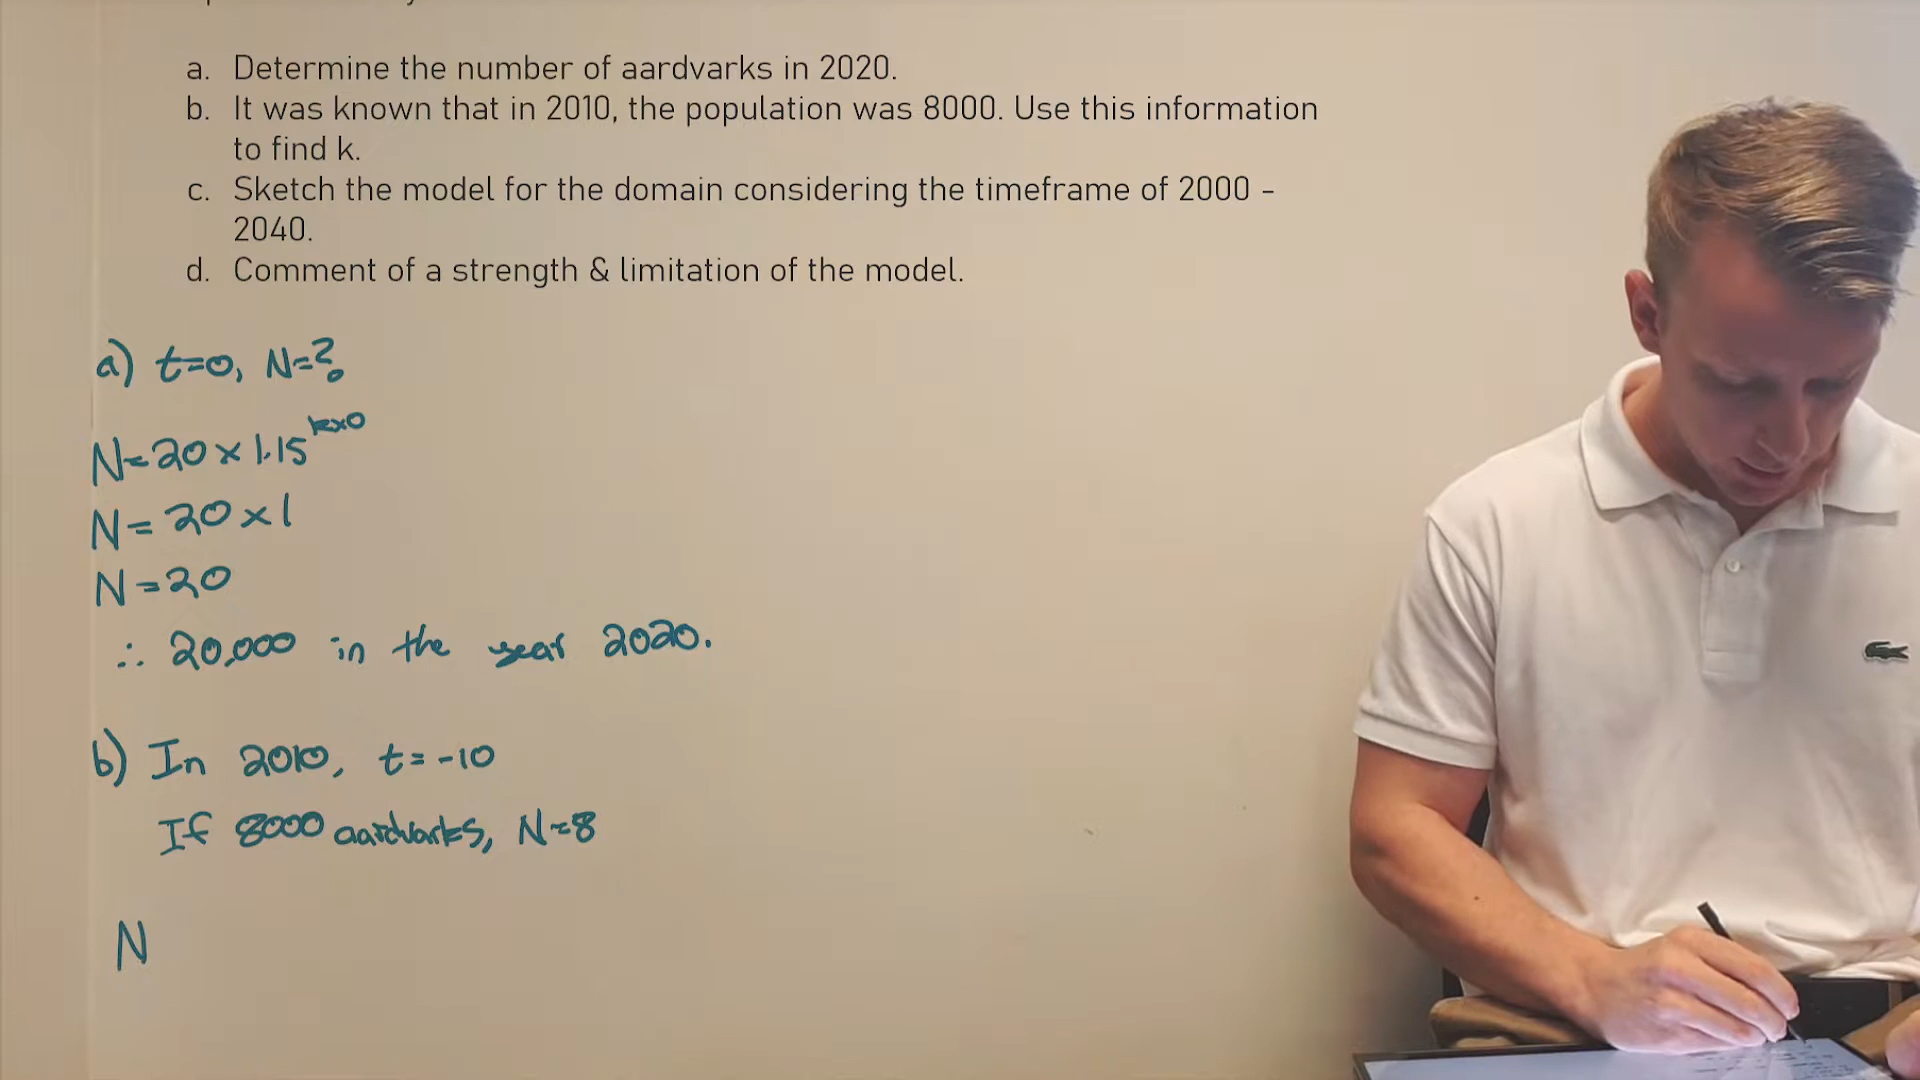 a. Determine the number of aardvarks in 2020.
b. It was known that in 2010, the population was 8000. Use this information
to find k.
c. Sketch the model for the domain considering the timeframe of 2000 -
2040.
d. Comment of a strength & limitation of the model.
a) t=0, N=?
N=20×1.15^{k×0}
N=20×1
N=20
∴ 20,000 in the year 2020.
b) In 2010, t=-10
If 8000 aardvarks, N=8
N